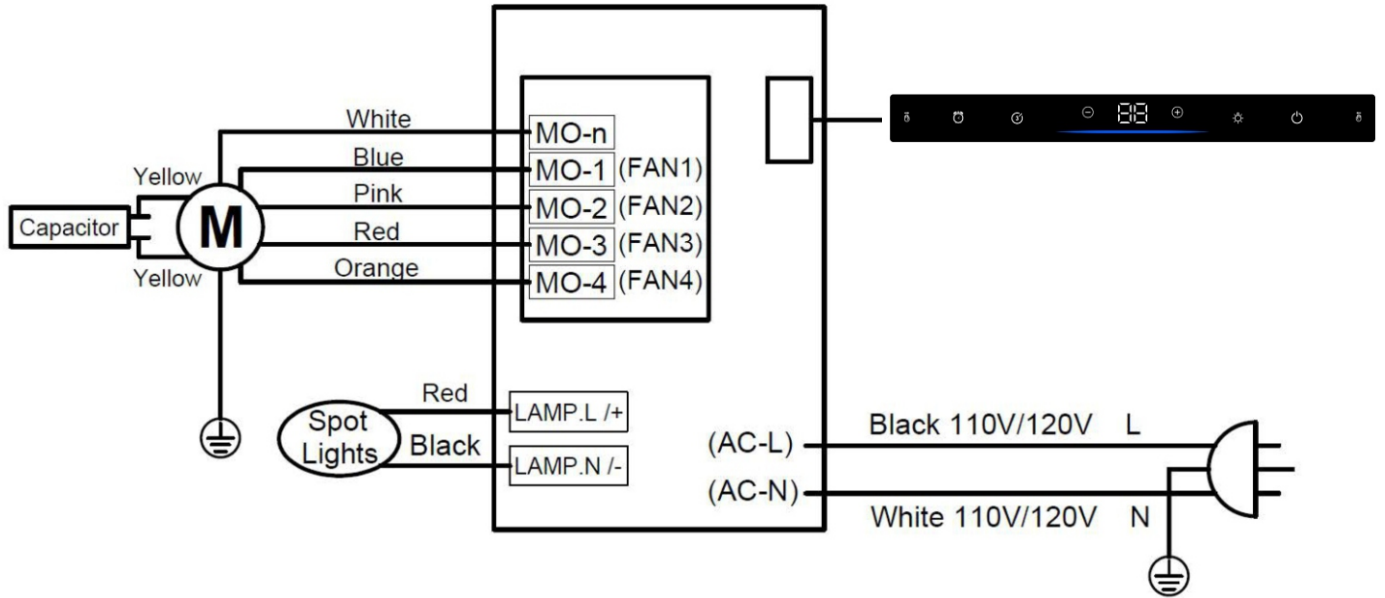 White
MO-n
Blue
MO-1 (FAN1)
Yellow
Pink
MO-2 (FAN2)
Capacitor
M
Red
MO-3 (FAN3)
Yellow
Orange
MO-4 (FAN4)
88
Red
LAMP.L /+
Spot
Lights
Black
LAMP.N /-
(AC-L)
Black 110V/120V L
(AC-N)
White 110V/120V N